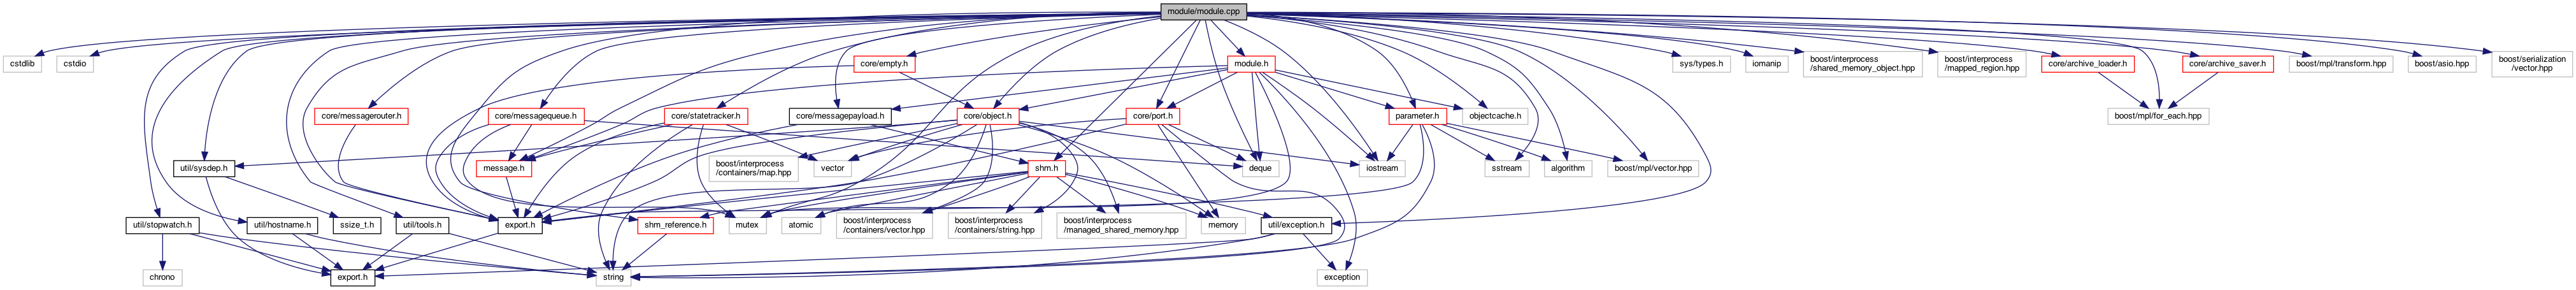 module/module.cpp
cstdlib
cstdio
core/empty.h
module.h
sys/types.h
iomanip
boost/interprocess
/shared_memory_object.hpp
boost/interprocess
/mapped_region.hpp
core/archive_loader.h
core/archive_saver.h
boost/mpl/transform.hpp
boost/asio.hpp
boost/serialization
/vector.hpp
core/messagerouter.h
core/messagequeue.h
core/statetracker.h
core/messagepayload.h
core/object.h
core/port.h
parameter.h
objectcache.h
boost/mpl/for_each.hpp
util/sysdep.h
message.h
boost/interprocess
/containers/map.hpp
vector
shm.h
deque
iostream
sstream
algorithm
boost/mpl/vector.hpp
util/stopwatch.h
util/hostname.h
ssize_t.h
util/tools.h
export.h
shm_reference.h
mutex
atomic
boost/interprocess
/containers/vector.hpp
boost/interprocess
/containers/string.hpp
boost/interprocess
/managed_shared_memory.hpp
memory
util/exception.h
chrono
export.h
string
exception